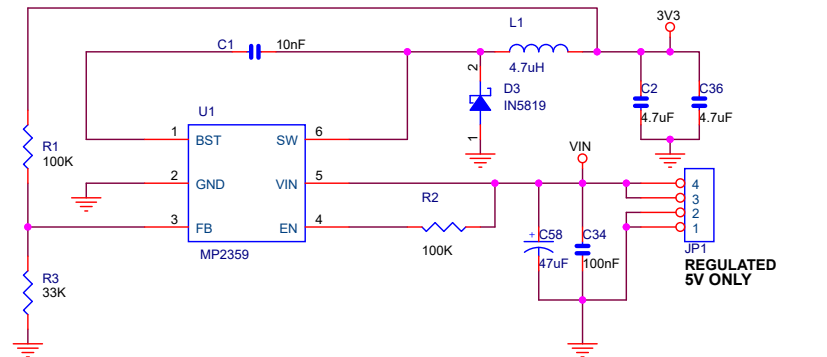 3V3
L1
C1
10nF
4.7uH
2
D3
IN5819
1
C2
4.7uF
C36
4.7uF
U1
1
BST
SW
6
R1
100K
2
GND
VIN
5
VIN
3
FB
EN
4
R2
100K
MP2359
+
C58
47uF
C34
100nF
4
3
2
1
JP1
REGULATED
5V ONLY
R3
33K